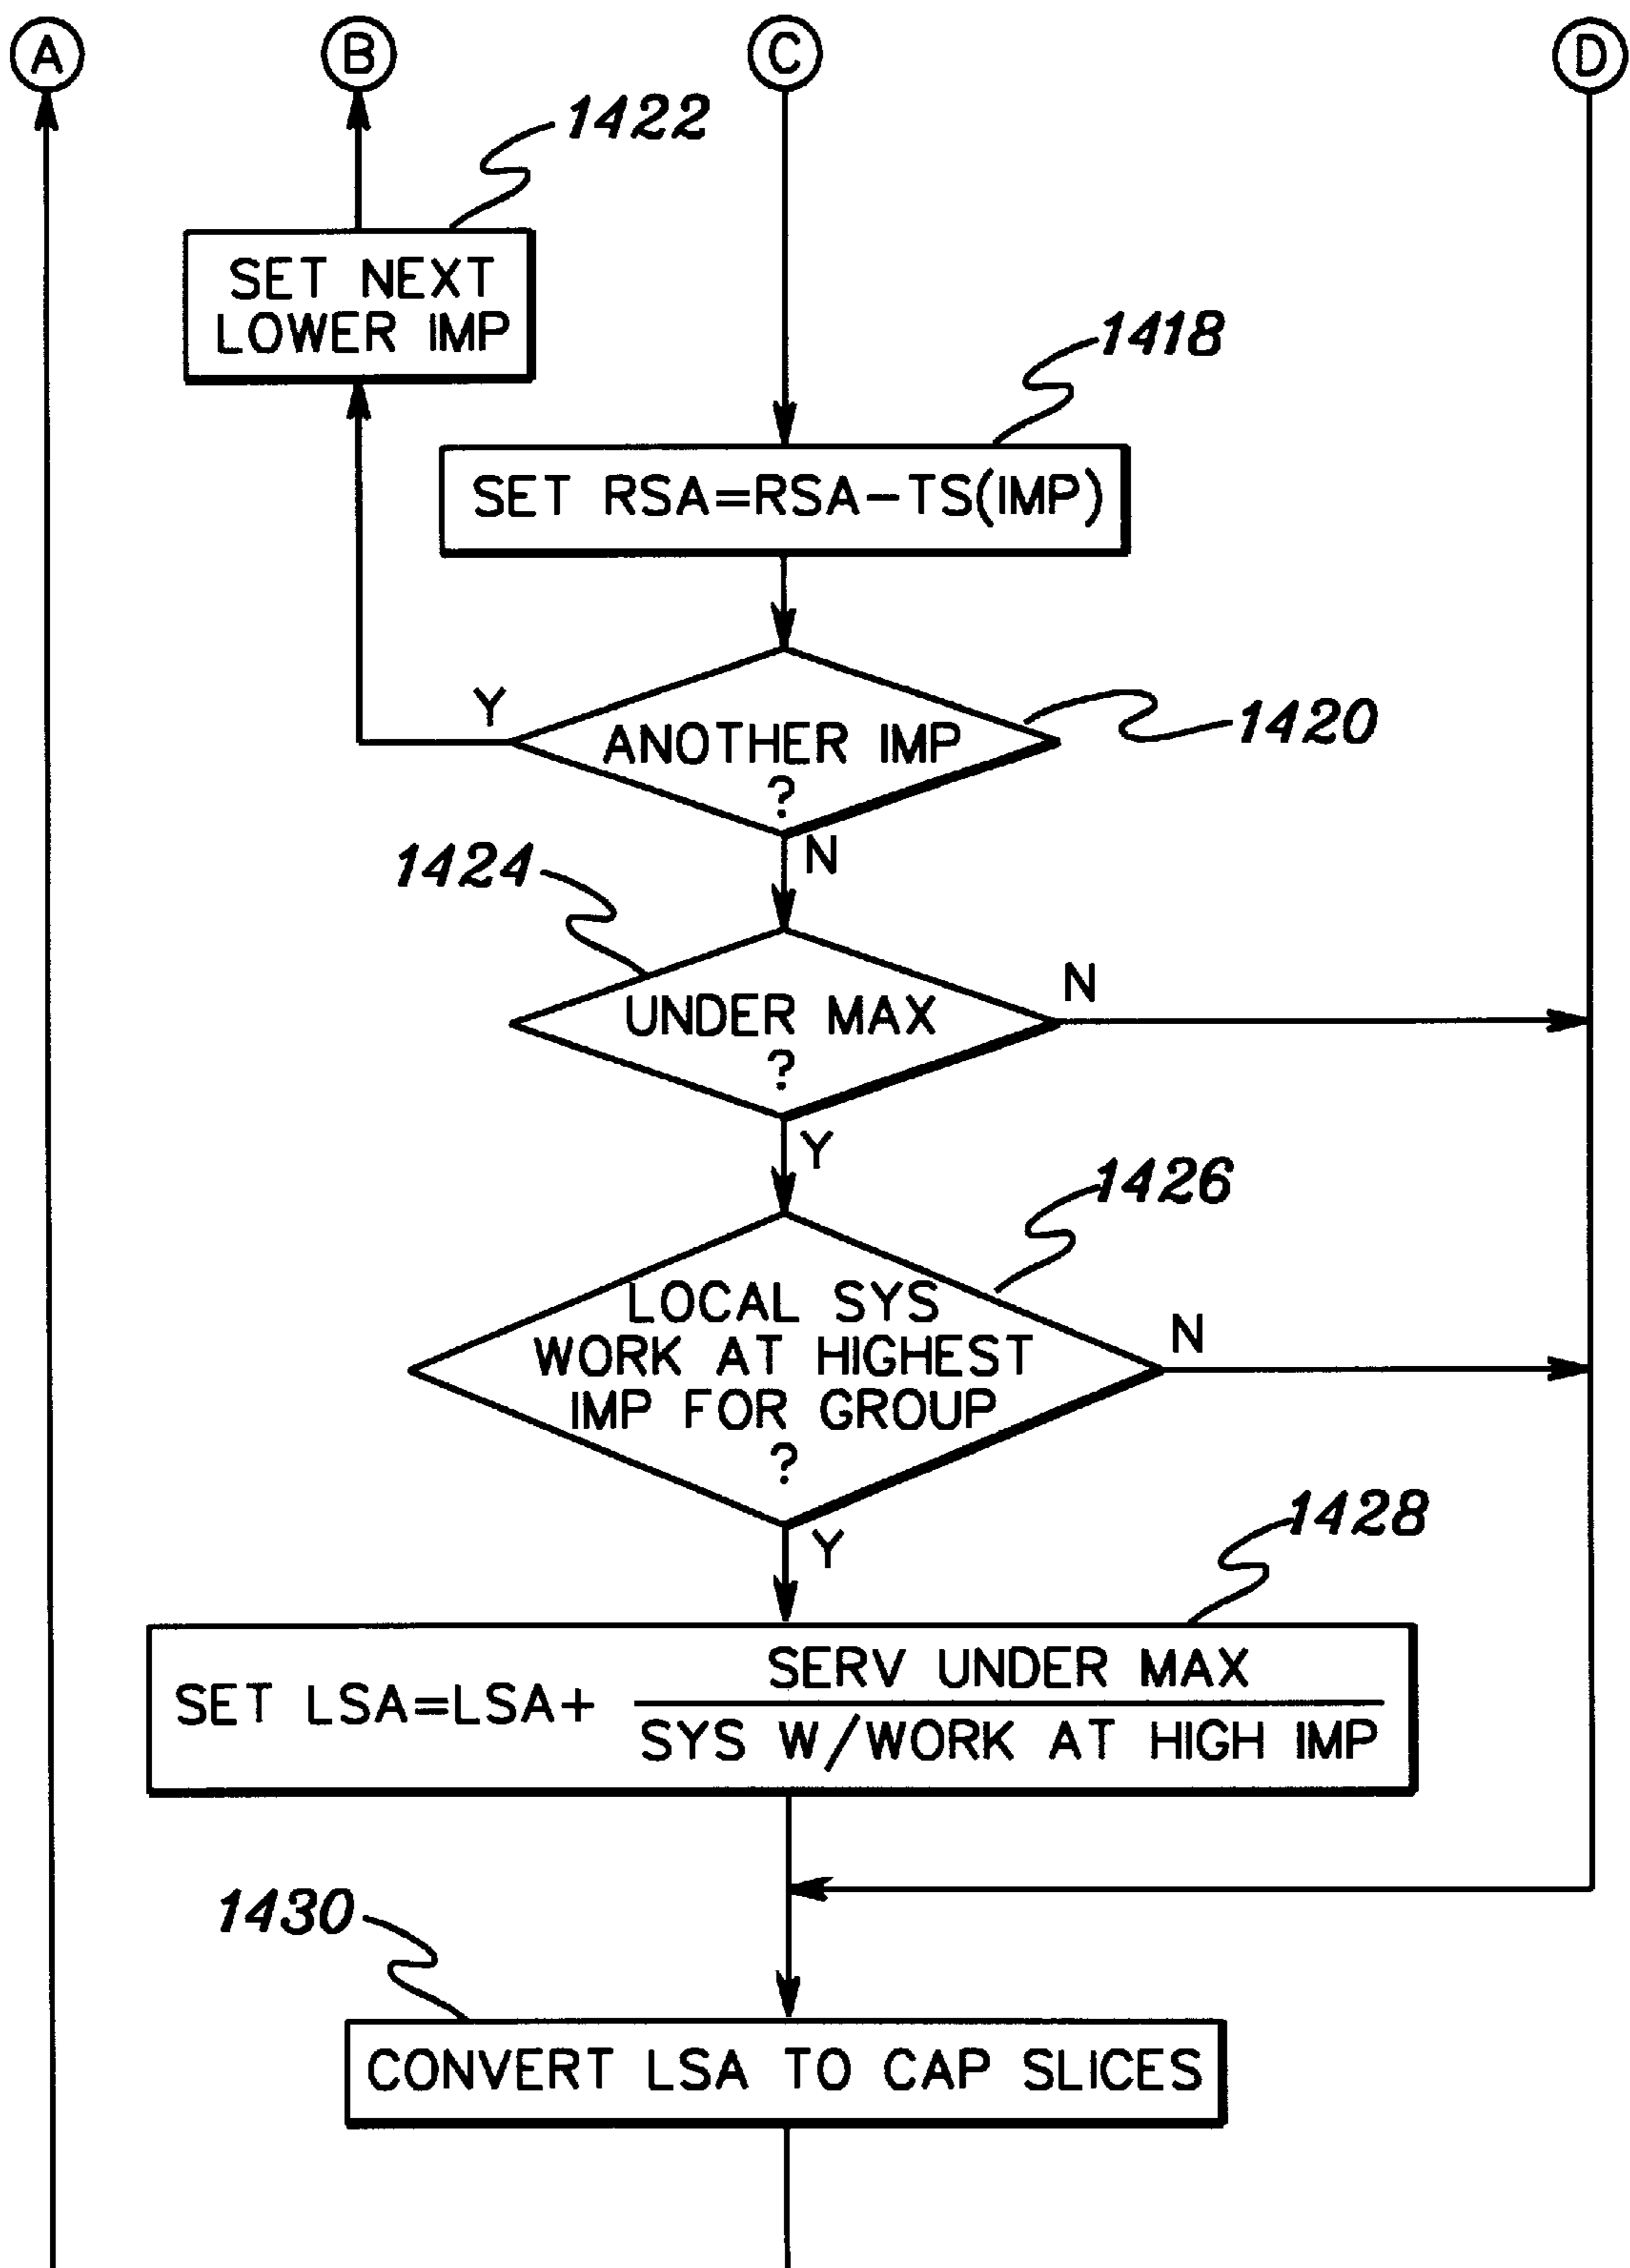 A
B
C
D
1422
SET NEXT
LOWER IMP
1418
SET RSA=RSA-TS(IMP)
Y
ANOTHER IMP
?
1420
N
1424
UNDER MAX
?
N
Y
1426
LOCAL SYS
WORK AT HIGHEST
IMP FOR GROUP
?
N
Y
1428
SERV UNDER MAX
SET LSA=LSA+
SYS W/WORK AT HIGH IMP
1430
CONVERT LSA TO CAP SLICES